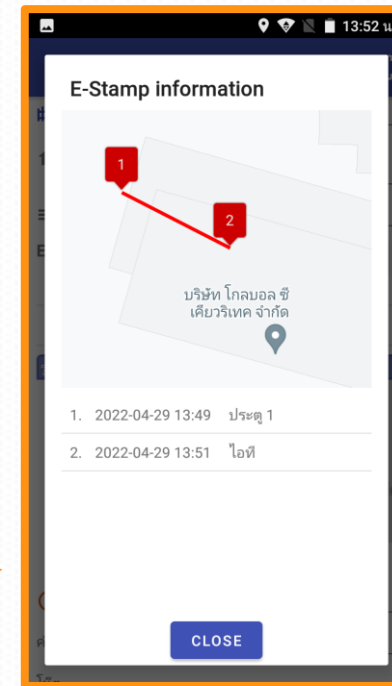 13:52 น
E-Stamp information
1
2
บริษัท โกลบอล ซี
เคียวริเทค จำกัด
1. 2022-04-29 13:49 ประตู 1
2. 2022-04-29 13:51 ไอที
CLOSE